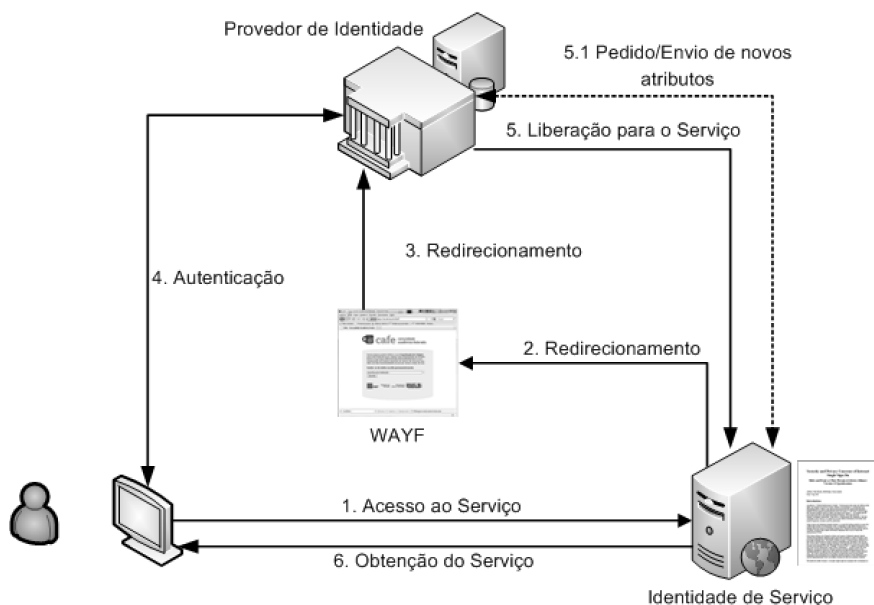 Provedor de Identidade
5.1 Pedido/Envio de novos
atributos
5. Liberação para o Serviço
3. Redirecionamento
4. Autenticação
cafe
2. Redirecionamento
WAYF
1. Acesso ao Serviço
6. Obtenção do Serviço
Identidade de Serviço